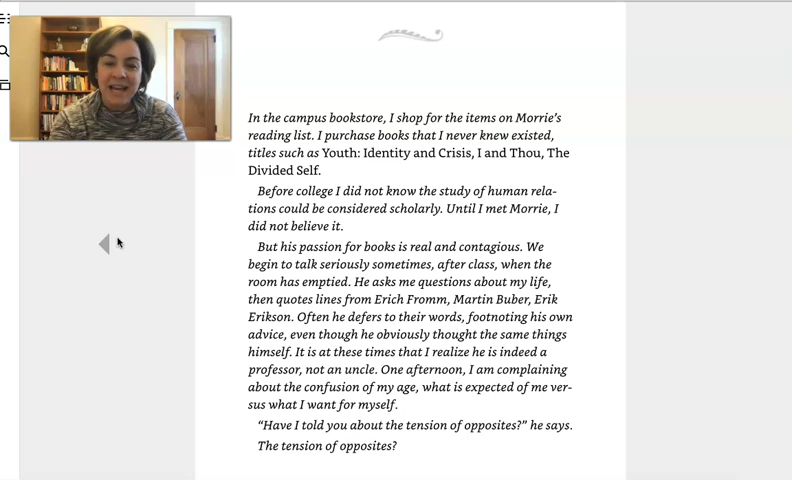 In the campus bookstore, I shop for the items on Morrie's
reading list. I purchase books that I never knew existed,
titles such as Youth: Identity and Crisis, I and Thou, The
Divided Self.
Before college I did not know the study of human rela-
tions could be considered scholarly. Until I met Morrie, I
did not believe it.
But his passion for books is real and contagious. We
begin to talk seriously sometimes, after class, when the
room has emptied. He asks me questions about my life,
then quotes lines from Erich Fromm, Martin Buber, Erik
Erikson. Often he defers to their words, footnoting his own
advice, even though he obviously thought the same things
himself. It is at these times that I realize he is indeed a
professor, not an uncle. One afternoon, I am complaining
about the confusion of my age, what is expected of me ver-
sus what I want for myself.
“Have I told you about the tension of opposites?” he says.
The tension of opposites?